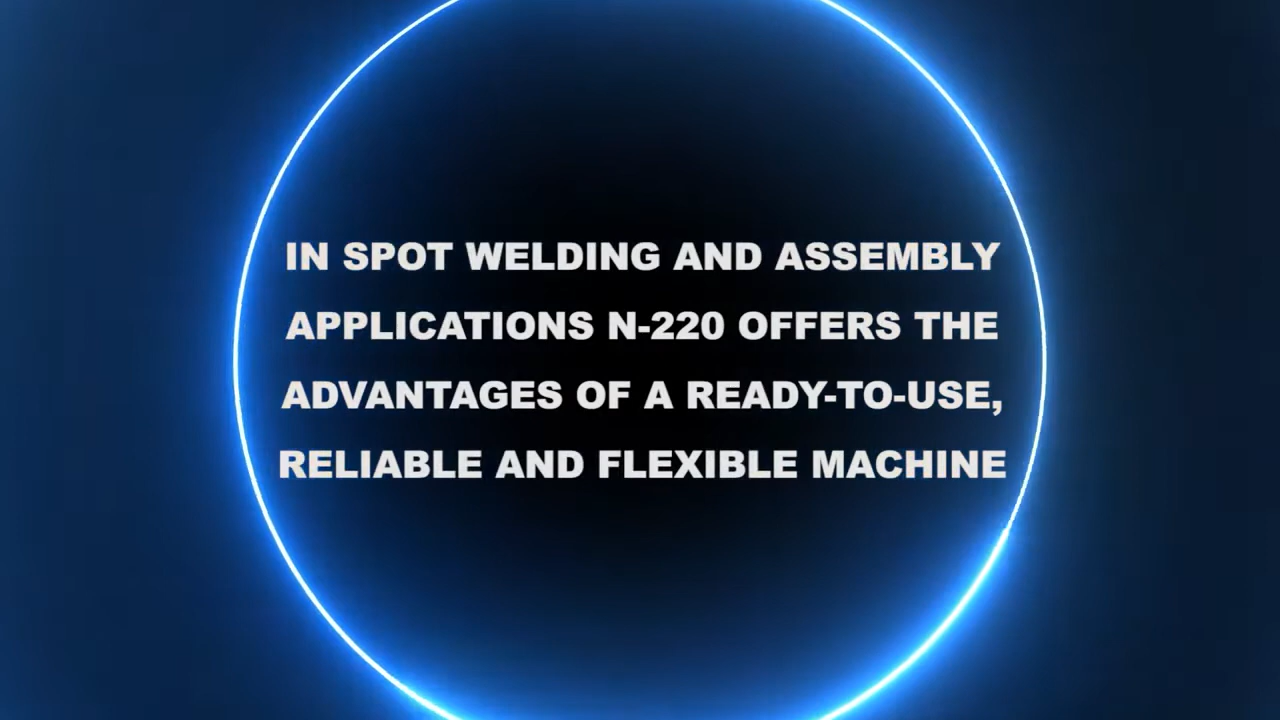 IN SPOT WELDING AND ASSEMBLY
APPLICATIONS N-220 OFFERS THE
ADVANTAGES OF A READY-TO-USE,
RELIABLE AND FLEXIBLE MACHINE